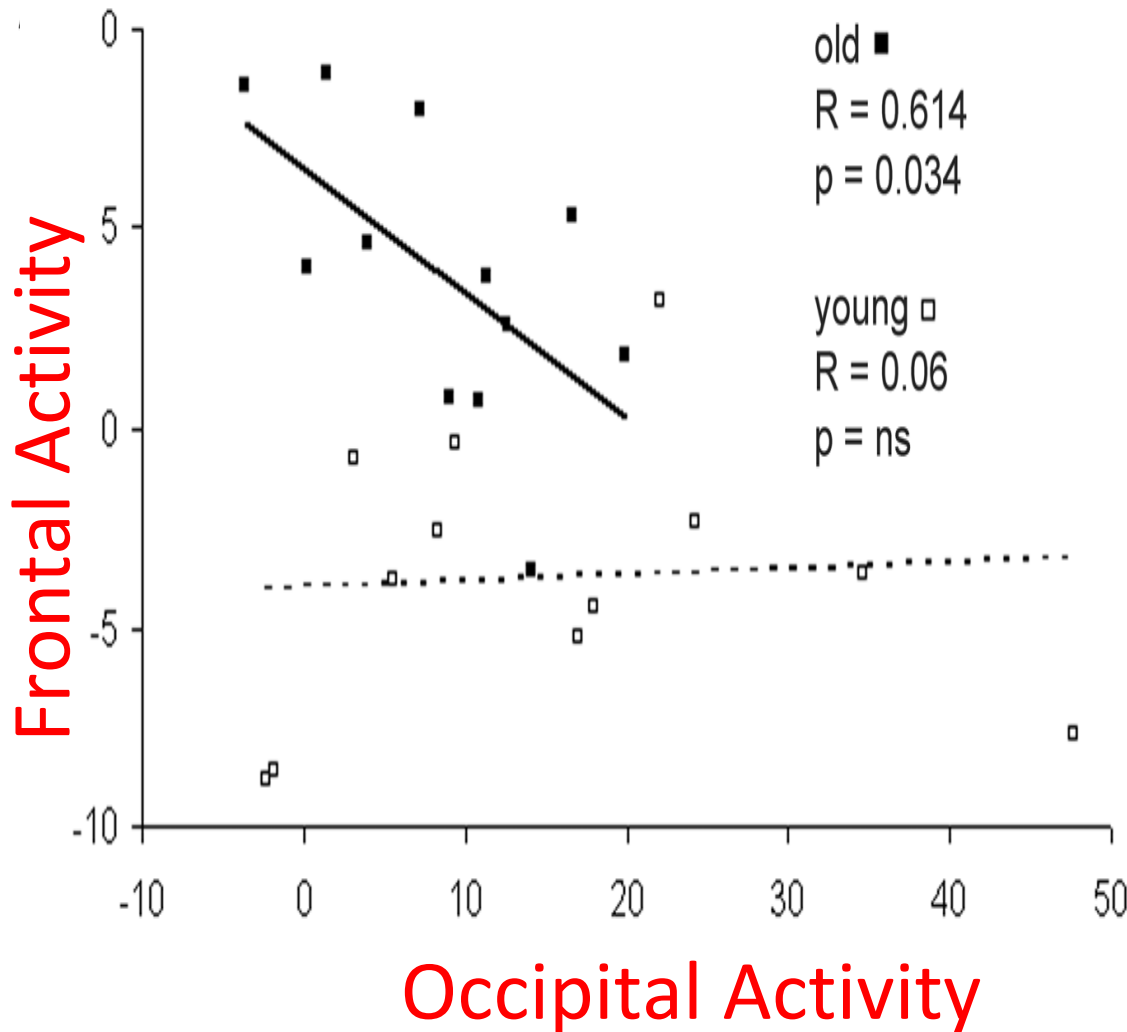 0
5
0
-5
-10
-10
0
10
20
30
40
50
Frontal Activity
Occipital Activity
old
R = 0.614
p = 0.034
young
R = 0.06
p = ns